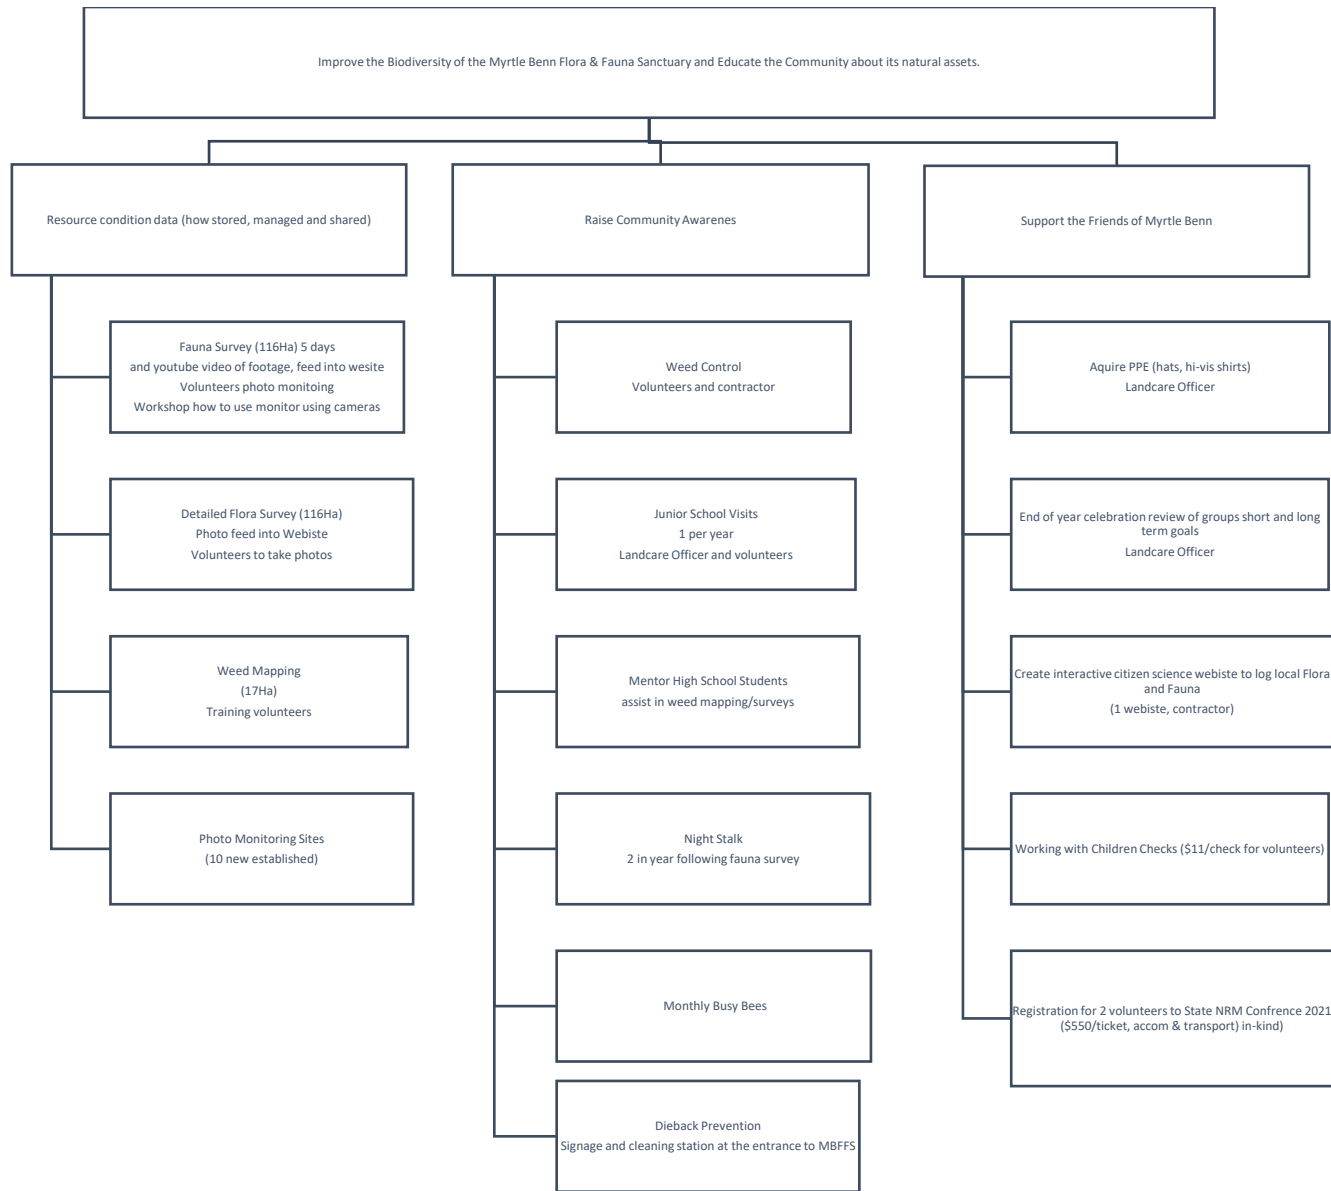 Improve the Biodiversity of the Myrtle Benn Flora & Fauna Sanctuary and Educate the Community about its natural assets.
Resource condition data (how stored, managed and shared)
Fauna Survey (116Ha) 5 days
and youtube video of footage, feed into wesite
Volunteers photo monitoing
Workshop how to use monitor using cameras
Detailed Flora Survey (116Ha)
Photo feed into Webiste
Volunteers to take photos
Weed Mapping
(17Ha)
Training volunteers
Photo Monitoring Sites
(10 new established)
Raise Community Awarenes
Weed Control
Volunteers and contractor
Junior School Visits
1 per year
Landcare Officer and volunteers
Mentor High School Students
assist in weed mapping/surveys
Night Stalk
2 in year following fauna survey
Monthly Busy Bees
Dieback Prevention
Signage and cleaning station at the entrance to MBFFS
Support the Friends of Myrtle Benn
Aquire PPE (hats, hi-vis shirts)
Landcare Officer
End of year celebration review of groups short and long
term goals
Landcare Officer
Create interactive citizen science webiste to log local Flora
and Fauna
(1 webiste, contractor)
Working with Children Checks ($11/check for volunteers)
Registration for 2 volunteers to State NRM Confrence 2021
($550/ticket, accom & transport) in-kind)